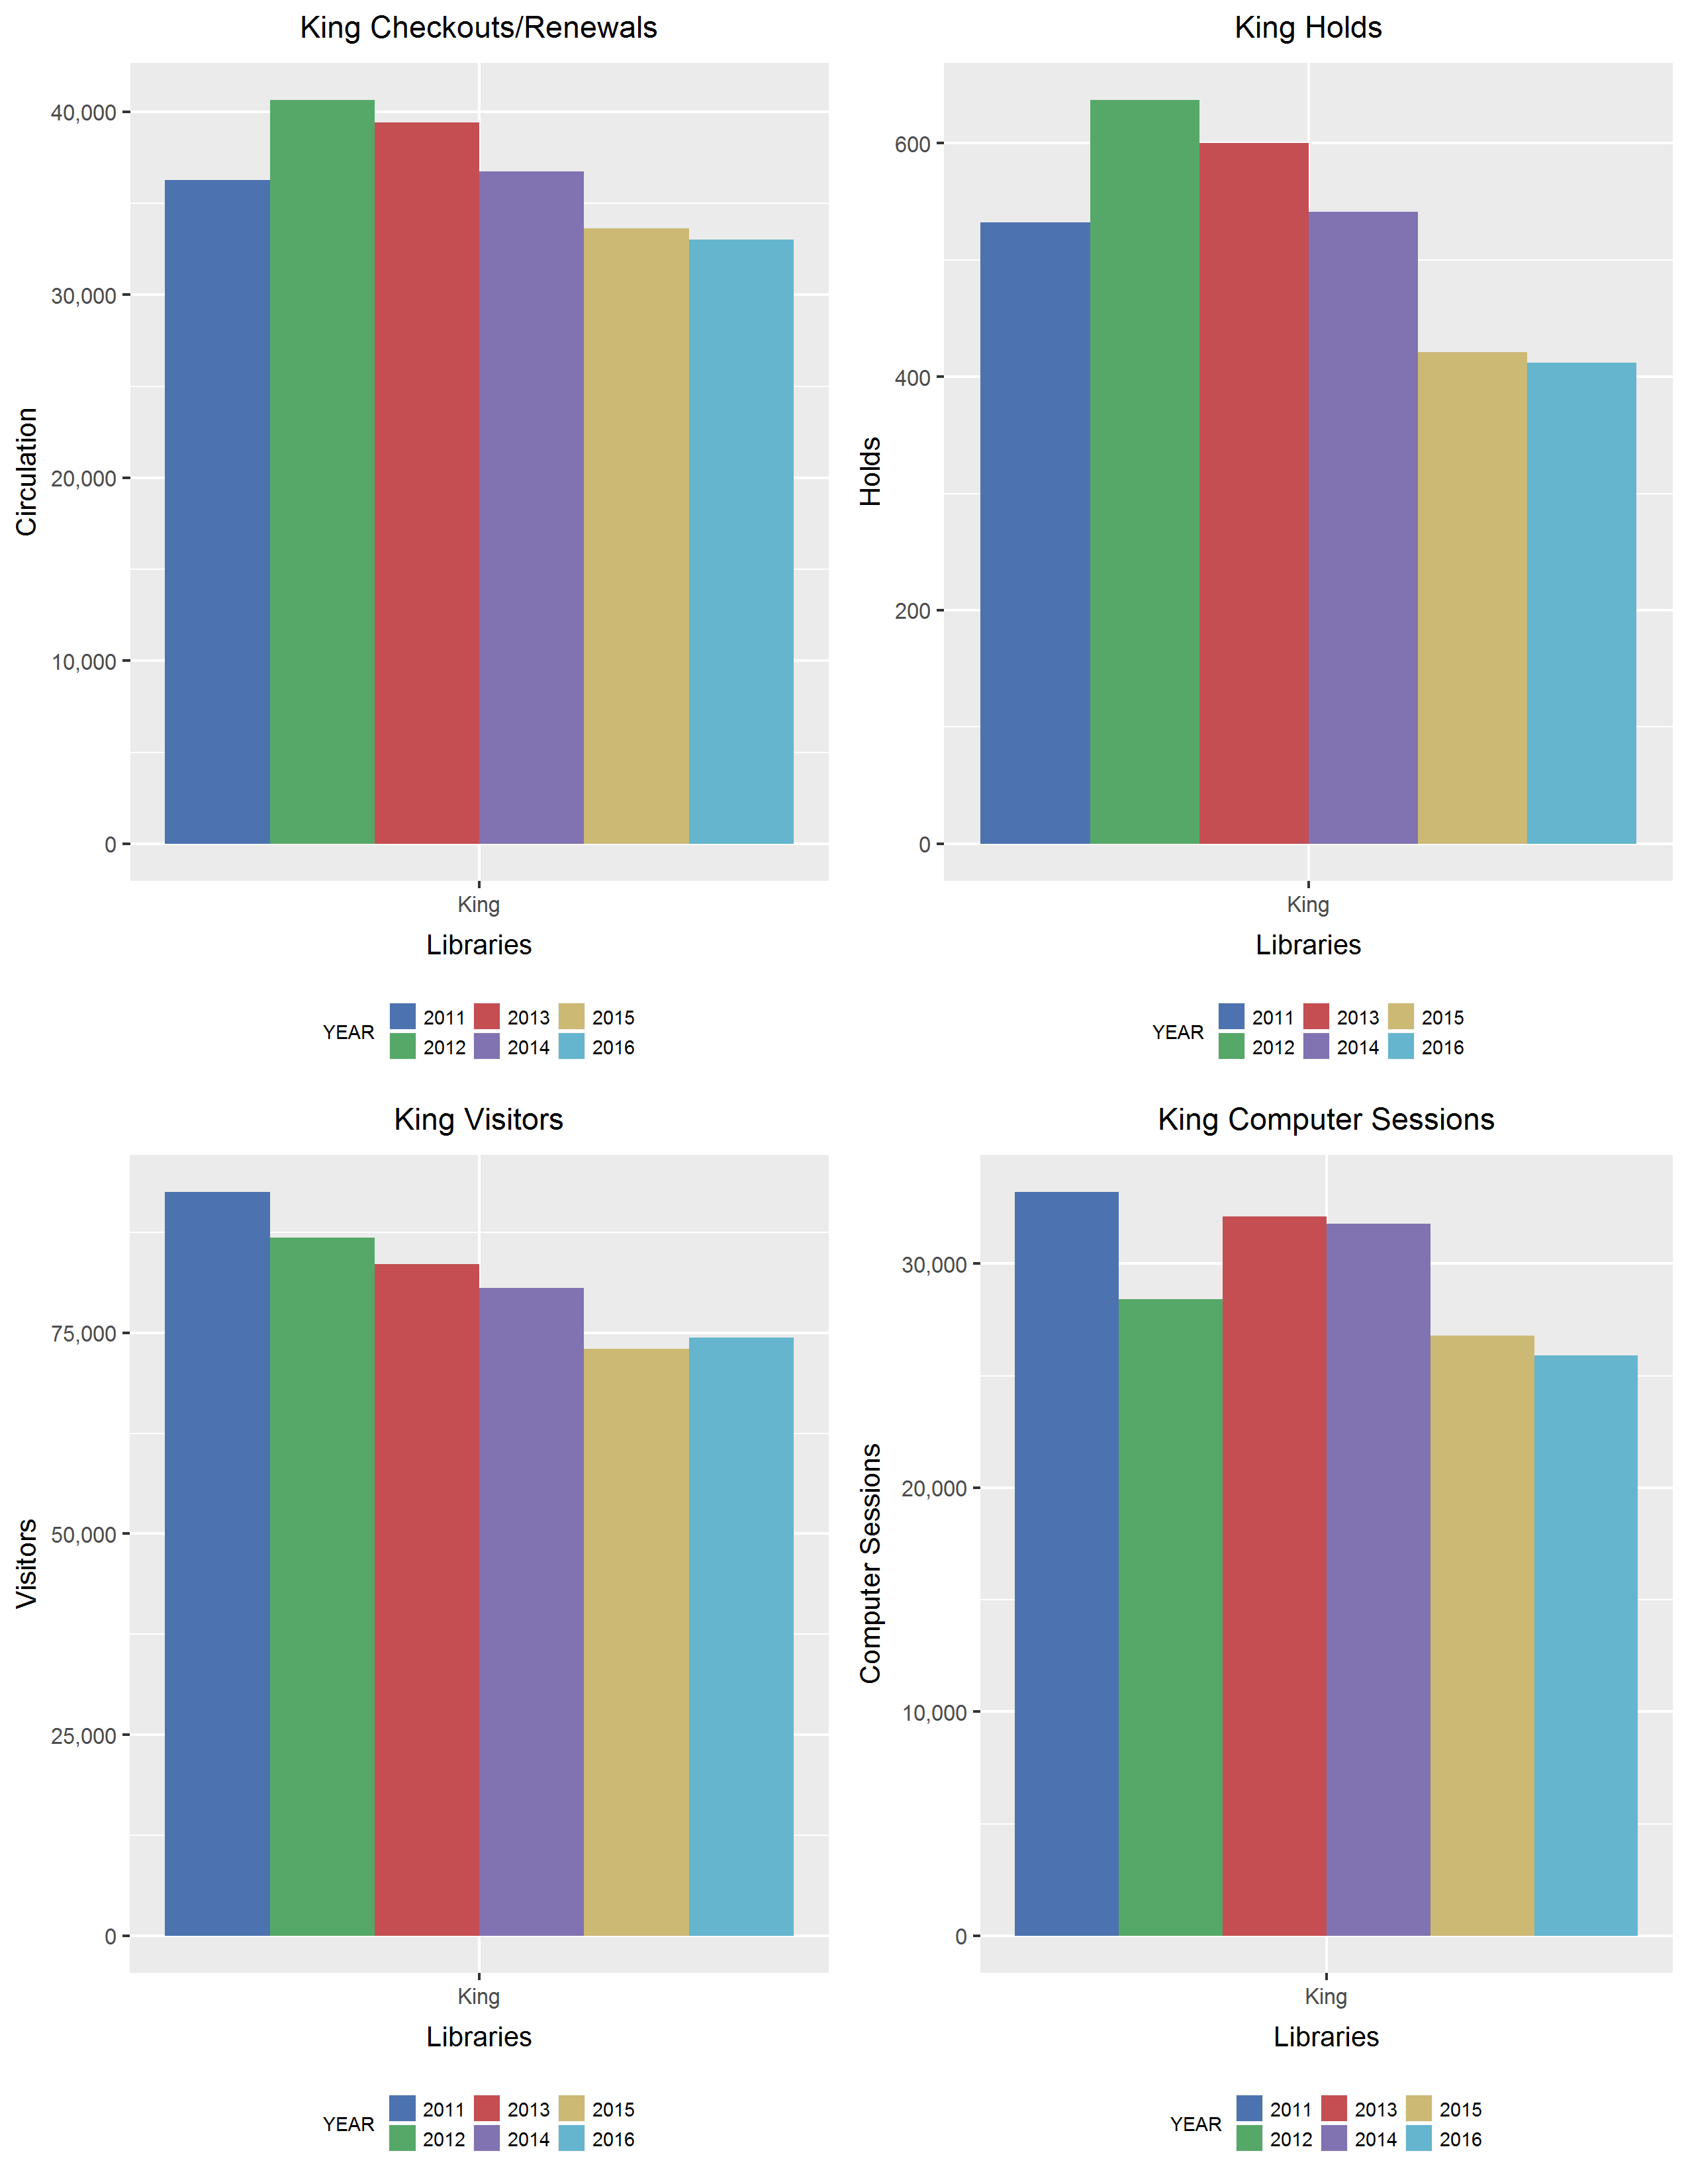 King Checkouts/Renewals
Circulation
40,000
30,000
20,000
10,000
0
King
Libraries
YEAR 2011 2013 2015
2012 2014 2016
King Holds
Holds
600
400
200
0
King
Libraries
YEAR 2011 2013 2015
2012 2014 2016
King Visitors
Visitors
75,000
50,000
25,000
0
King
Libraries
YEAR 2011 2013 2015
2012 2014 2016
King Computer Sessions
Computer Sessions
30,000
20,000
10,000
0
King
Libraries
YEAR 2011 2013 2015
2012 2014 2016